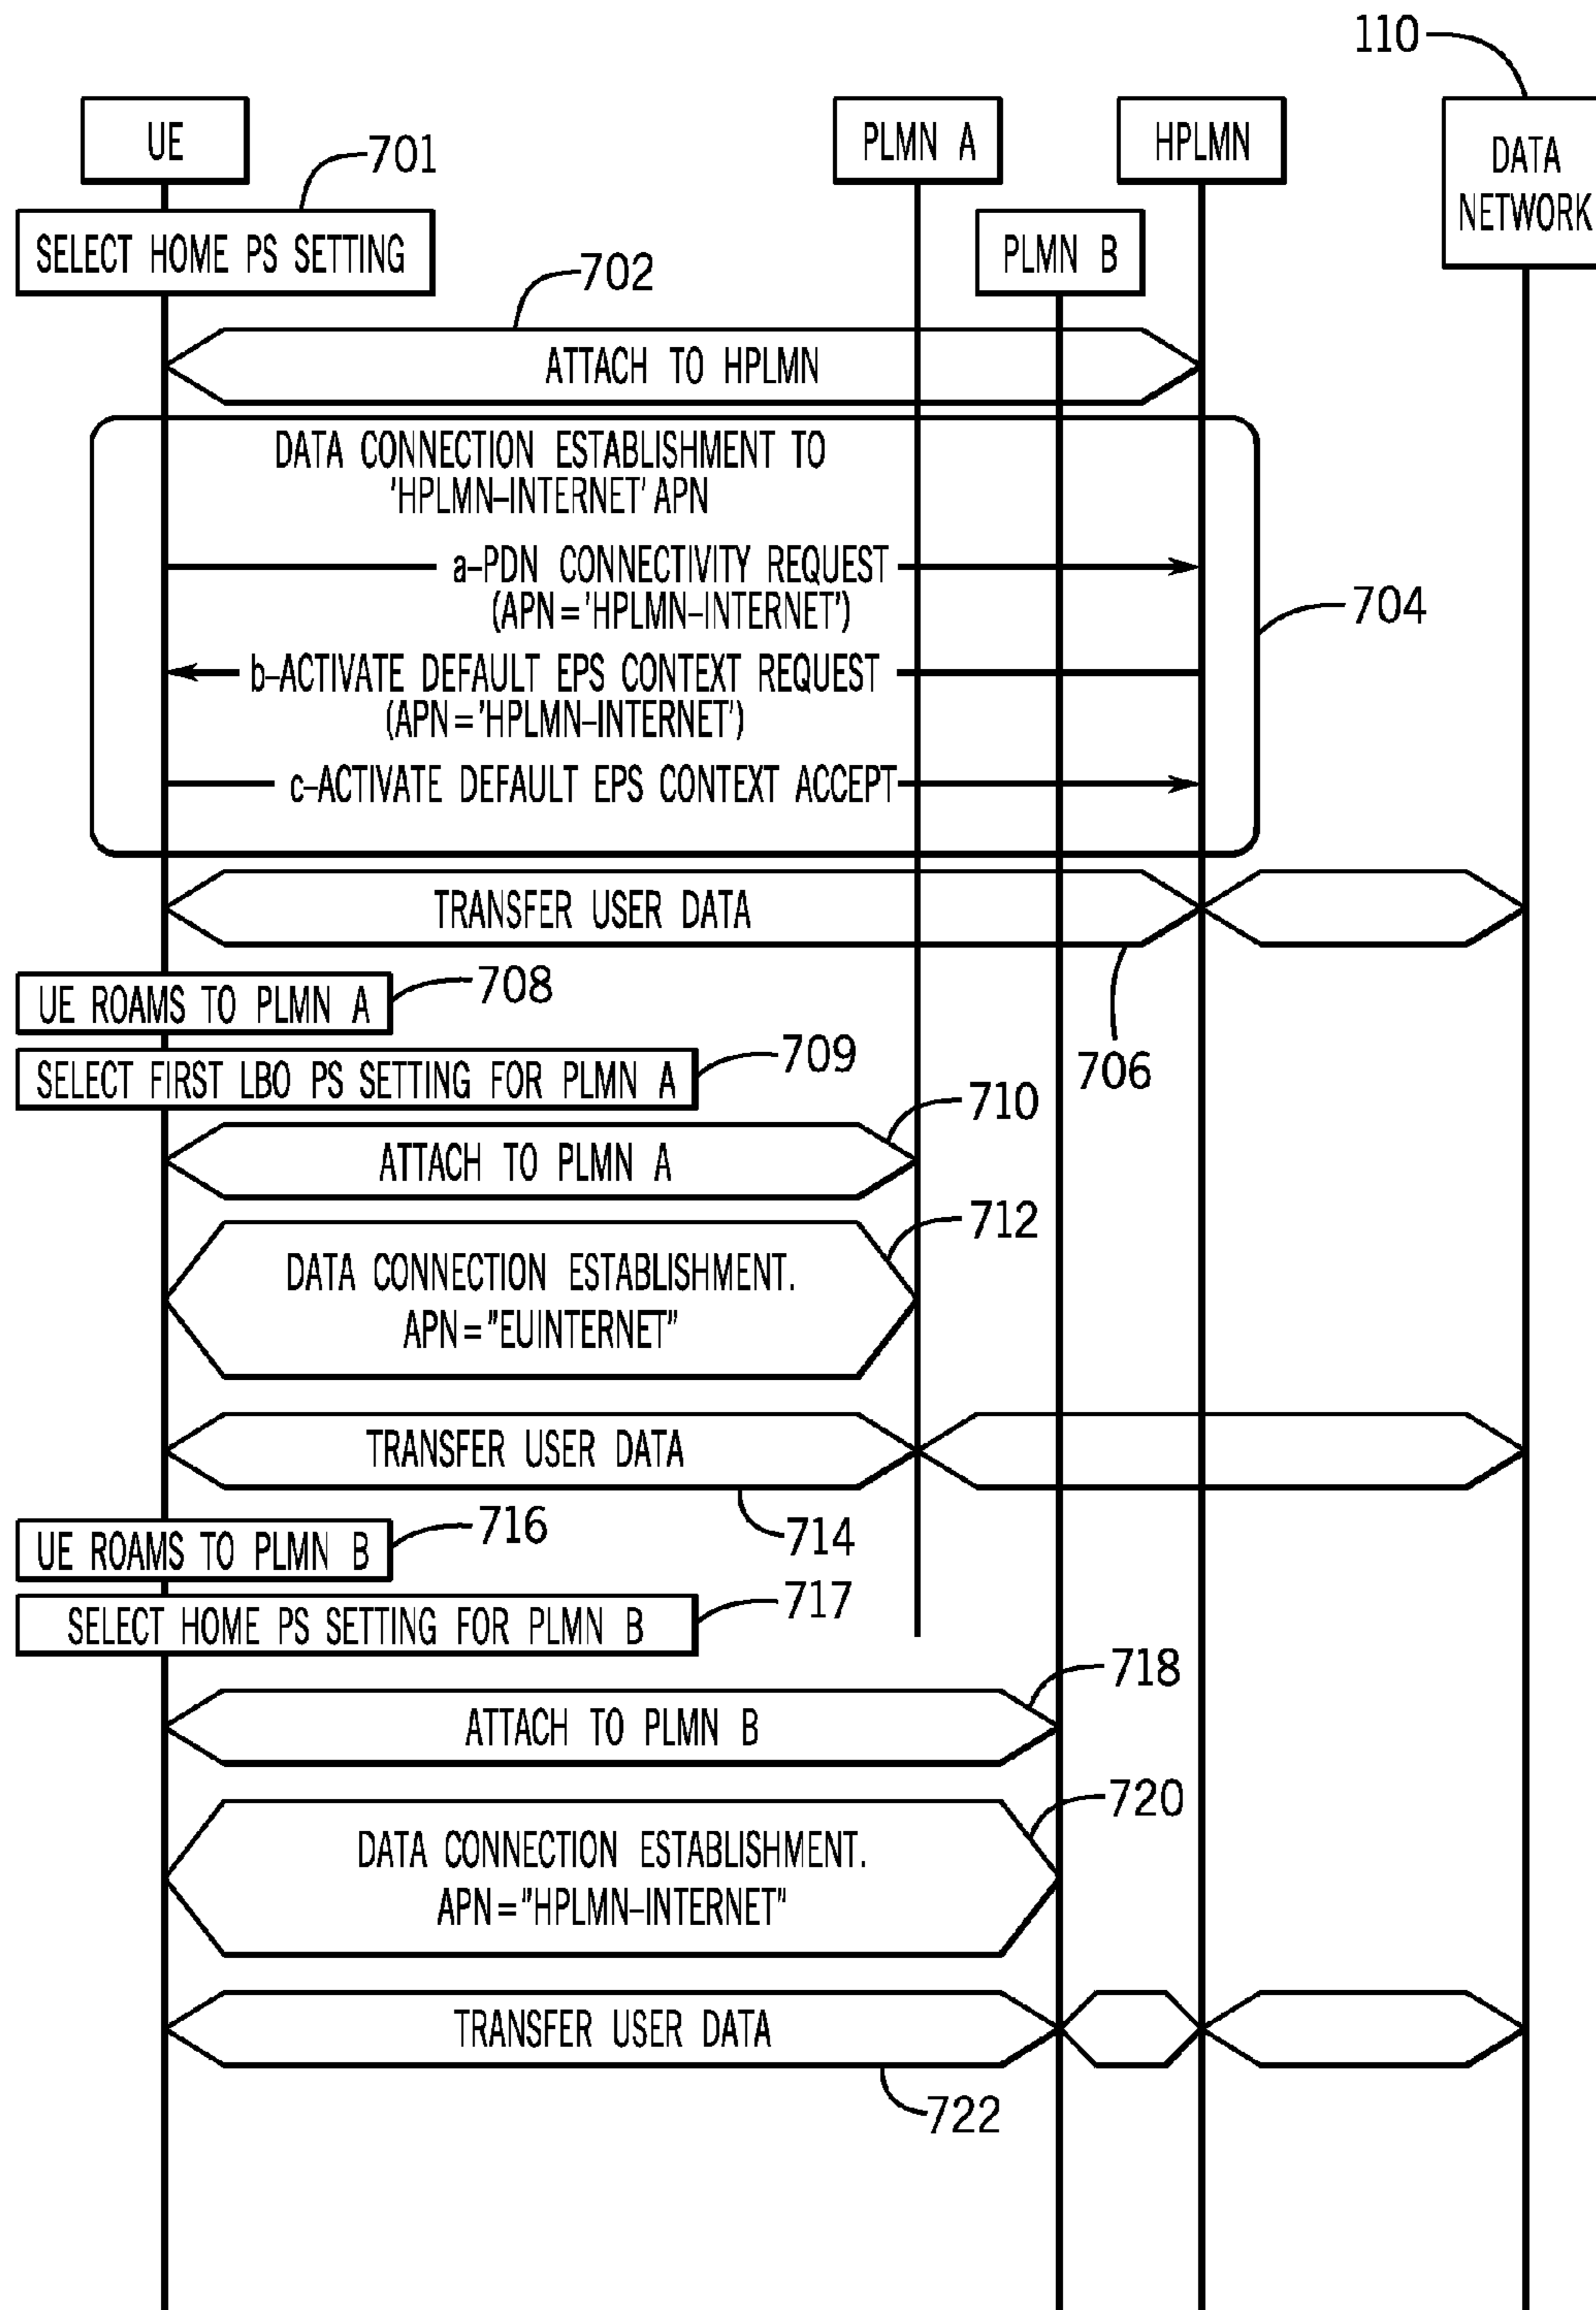 110
UE
PLMN A
HPLMN
DATA
NETWORK
701
SELECT HOME PS SETTING
PLMN B
702
ATTACH TO HPLMN
DATA CONNECTION ESTABLISHMENT TO
'HPLMN–INTERNET' APN
a–PDN CONNECTIVITY REQUEST
(APN='HPLMN–INTERNET')
704
b–ACTIVATE DEFAULT EPS CONTEXT REQUEST
(APN='HPLMN–INTERNET')
c–ACTIVATE DEFAULT EPS CONTEXT ACCEPT
TRANSFER USER DATA
706
UE ROAMS TO PLMN A
708
SELECT FIRST LBO PS SETTING FOR PLMN A
709
710
ATTACH TO PLMN A
712
DATA CONNECTION ESTABLISHMENT.
APN="EUINTERNET"
TRANSFER USER DATA
714
UE ROAMS TO PLMN B
716
SELECT HOME PS SETTING FOR PLMN B
717
718
ATTACH TO PLMN B
720
DATA CONNECTION ESTABLISHMENT.
APN="HPLMN–INTERNET"
TRANSFER USER DATA
722